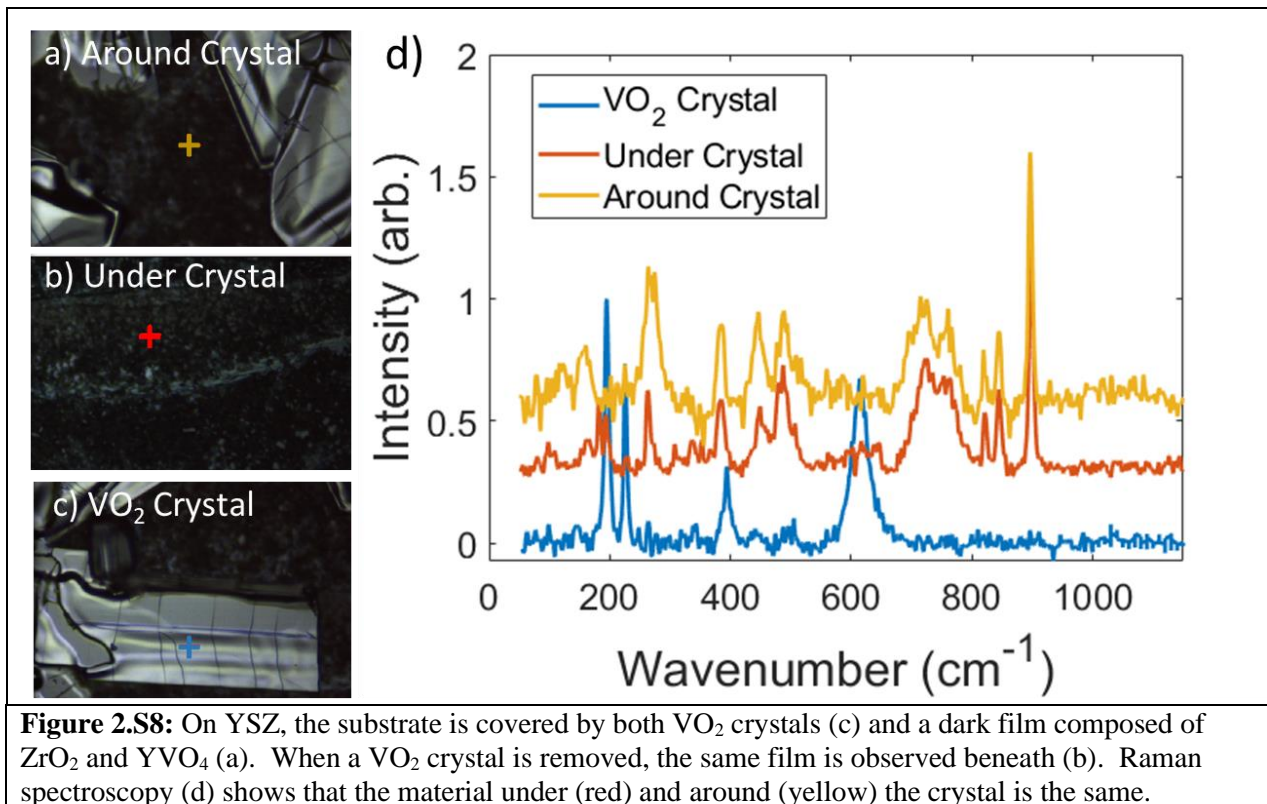 a) Around Crystal
b) Under Crystal
c) VO₂ Crystal
d)
2
1.5
1
0.5
0
Intensity (arb.)
VO₂ Crystal
Under Crystal
Around Crystal
0 200 400 600 800 1000
Wavenumber (cm⁻¹)
Figure 2.S8: On YSZ, the substrate is covered by both VO₂ crystals (c) and a dark film composed of
ZrO₂ and YVO₄ (a). When a VO₂ crystal is removed, the same film is observed beneath (b). Raman
spectroscopy (d) shows that the material under (red) and around (yellow) the crystal is the same.